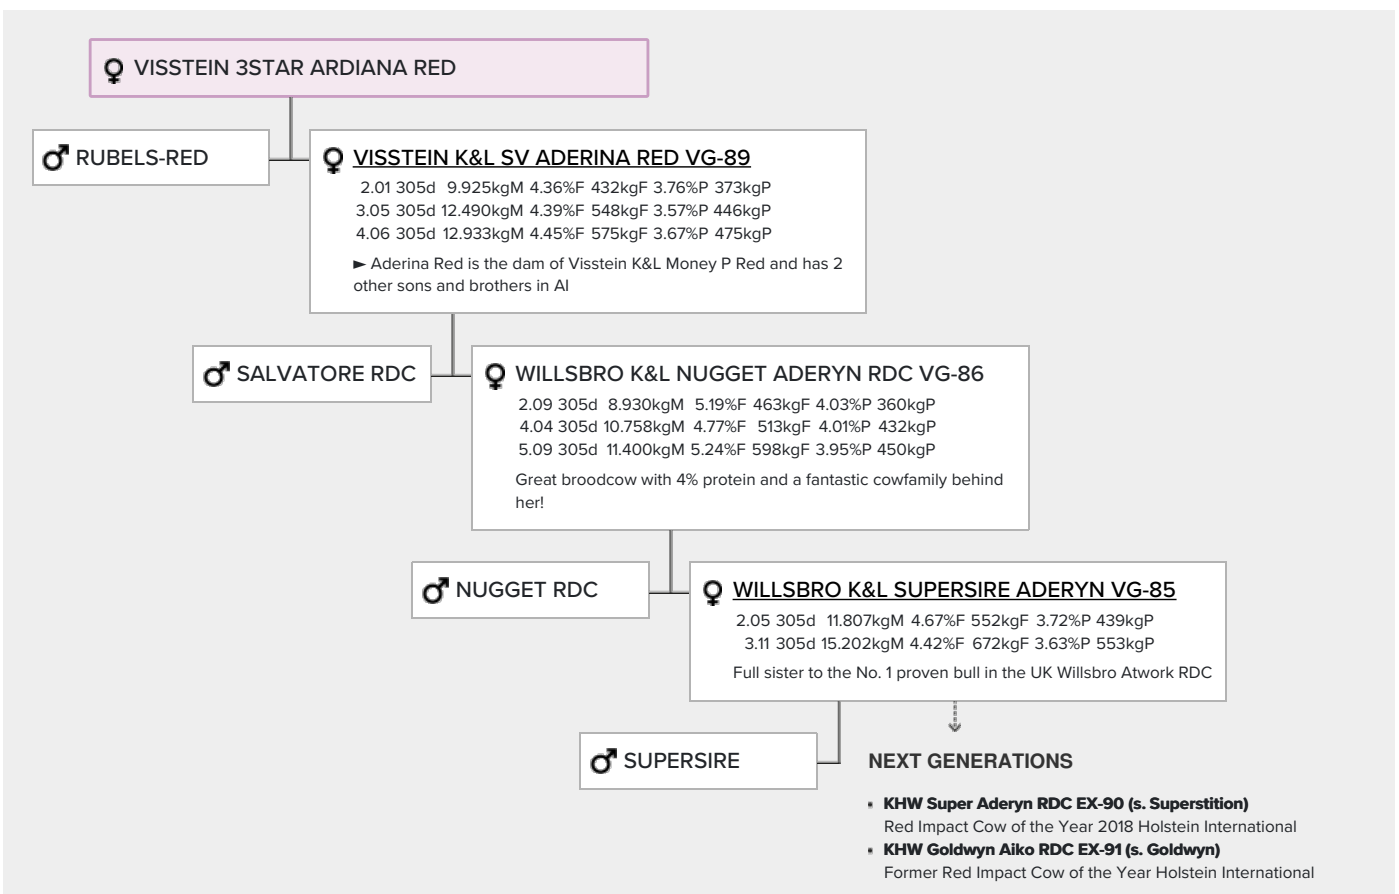 VISSTEIN 3STAR ARDIANA RED
RUBELS-RED
VISSTEIN K&L SV ADERINA RED VG-89
2.01 305d 9.925kgM 4.36%F 432kgF 3.76%P 373kgP
3.05 305d 12.490kgM 4.39%F 548kgF 3.57%P 446kgP
4.06 305d 12.933kgM 4.45%F 575kgF 3.67%P 475kgP
► Aderina Red is the dam of Visstein K&L Money P Red and has 2
other sons and brothers in AI
SALVATORE RDC
WILLSBRO K&L NUGGET ADERYN RDC VG-86
2.09 305d 8.930kgM 5.19%F 463kgF 4.03%P 360kgP
4.04 305d 10.758kgM 4.77%F 513kgF 4.01%P 432kgP
5.09 305d 11.400kgM 5.24%F 598kgF 3.95%P 450kgP
Great broodcow with 4% protein and a fantastic cowfamily behind
her!
NUGGET RDC
WILLSBRO K&L SUPERSIRE ADERYN VG-85
2.05 305d 11.807kgM 4.67%F 552kgF 3.72%P 439kgP
3.11 305d 15.202kgM 4.42%F 672kgF 3.63%P 553kgP
Full sister to the No. 1 proven bull in the UK Willsbro Atwork RDC
SUPERSIRE
NEXT GENERATIONS
• KHW Super Aderyn RDC EX-90 (s. Superstition)
Red Impact Cow of the Year 2018 Holstein International
• KHW Goldwyn Aiko RDC EX-91 (s. Goldwyn)
Former Red Impact Cow of the Year Holstein International